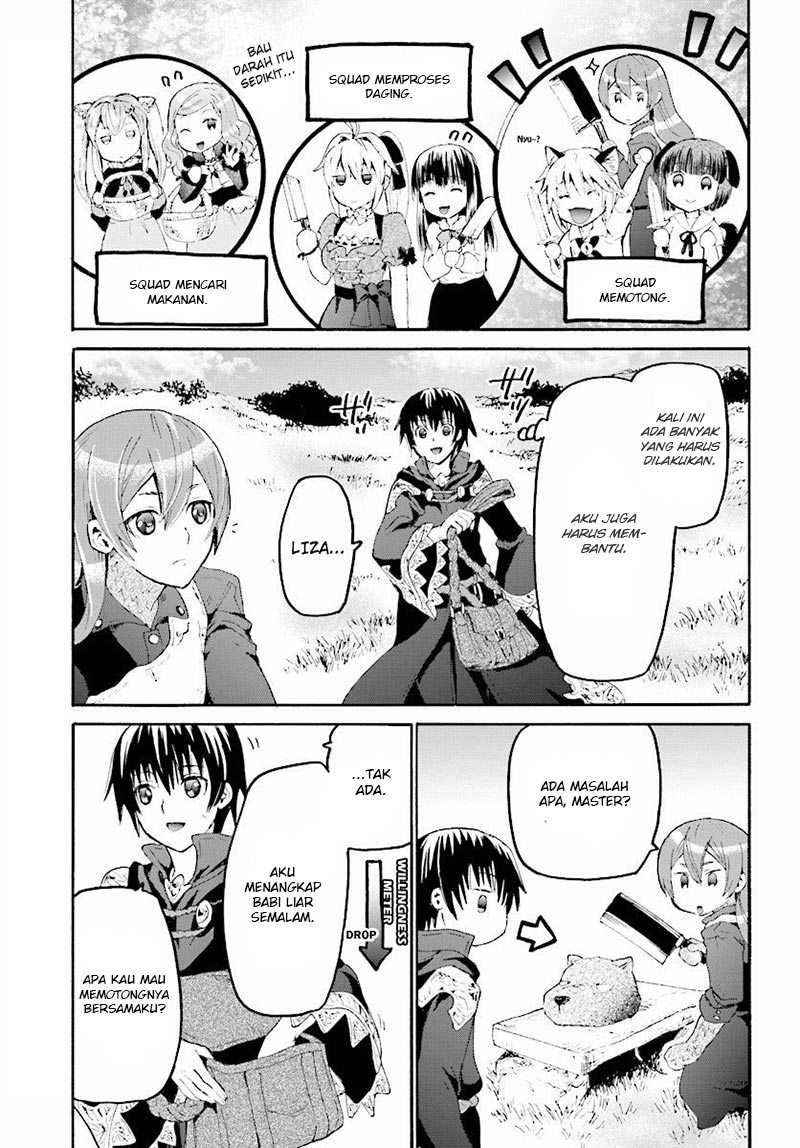 BAU
DARAH ITU
SEDIKIT...
SQUAD MEMPROSES
DAGING.
Nyu~?
SQUAD MENCARI
MAKANAN.
SQUAD
MEMOTONG.
KALI INI
ADA BANYAK
YANG HARUS
DILAKUKAN.
AKU JUGA
HARUS MEM-
BANTU.
LIZA...
ADA MASALAH
APA, MASTER?
...TAK
ADA.
WILLINGNESS
METER
DROP
AKU
MENANGKAP
BABI LIAR
SEMALAM.
APA KAU MAU
MEMOTONGNYA
BERSAMAKU?